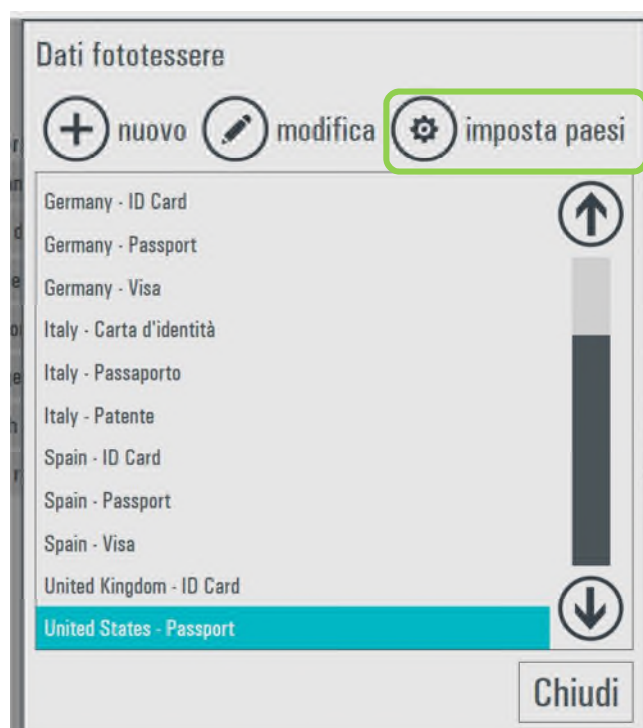 Dati fototessere
nuovo modifica imposta paesi
Germany - ID Card
Germany - Passport
Germany - Visa
Italy - Carta d'identità
Italy - Passaporto
Italy - Patente
Spain - ID Card
Spain - Passport
Spain - Visa
United Kingdom - ID Card
United States - Passport
Chiudi